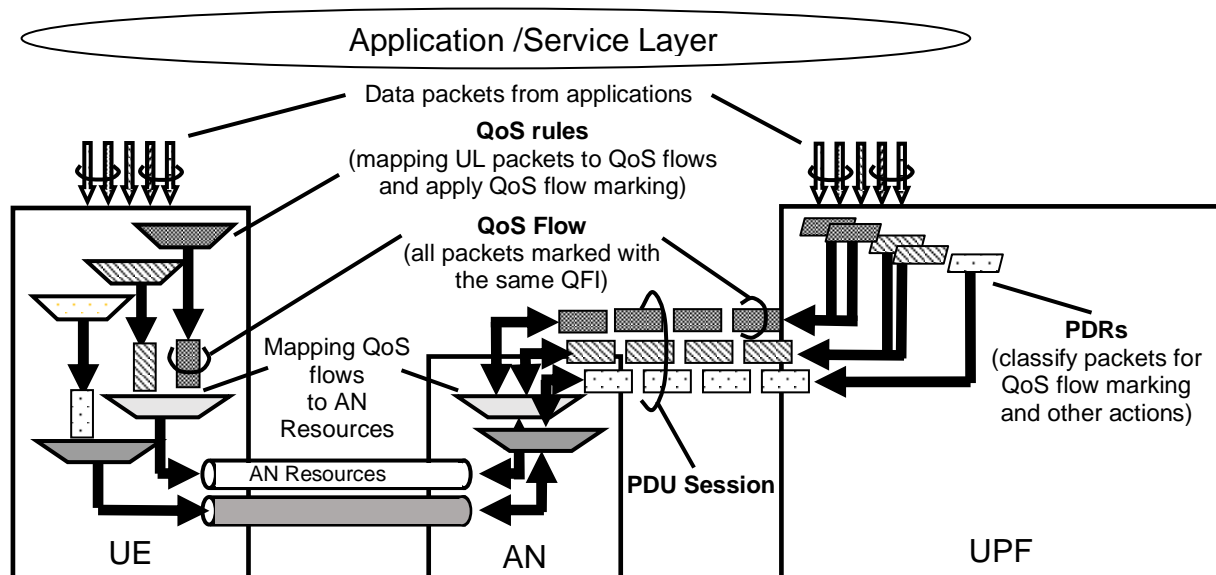 Application /Service Layer
Data packets from applications
QoS rules
(mapping UL packets to QoS flows
and apply QoS flow marking)
QoS Flow
(all packets marked with
the same QFI)
Mapping QoS
flows
to AN
Resources
PDRs
(classify packets for
QoS flow marking
and other actions)
AN Resources
PDU Session
UE
AN
UPF